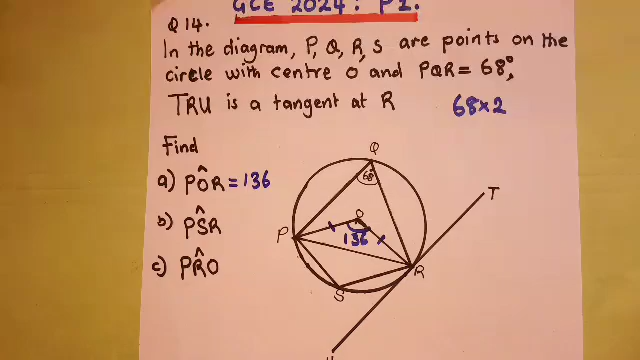 GCE 2024: P1.
Q14.
In the diagram, P, Q, R, S are points on the
circle with centre O and PQR = 68°,
TRU is a tangent at R
68×2
Find
a) PÔR = 136
b) PŜR
c) PR̂O
Q
68°
T
O
P
136
R
S